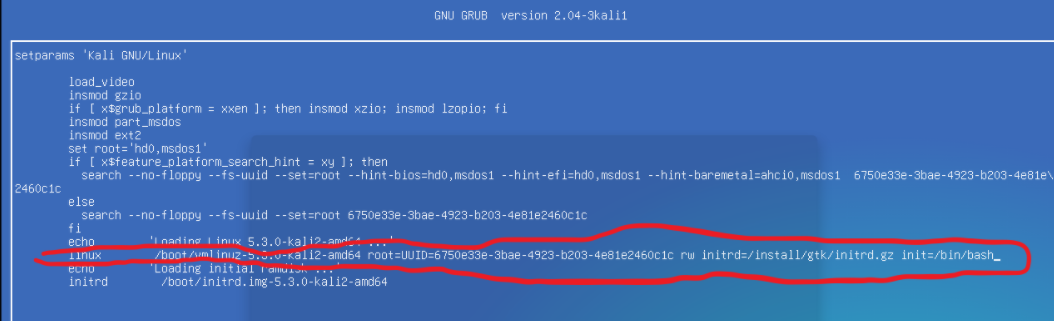 GNU GRUB version 2.04-3kali1
setparams 'Kali GNU/Linux'
load_video
insmod gzio
if [ x$grub_platform = xxen ]; then insmod xzio; insmod lzopio; fi
insmod part_msdos
insmod ext2
set root='hd0,msdos1'
if [ x$feature_platform_search_hint = xy ]; then
search --no-floppy --fs-uuid --set=root --hint-bios=hd0,msdos1 --hint-efi=hd0,msdos1 --hint-baremetal=ahci0,msdos1 6750e33e-3bae-4923-b203-4e81e\
2460c1c
else
search --no-floppy --fs-uuid --set=root 6750e33e-3bae-4923-b203-4e81e2460c1c
fi
echo 'Loading Linux 5.3.0-kali2-amd64 ...'
linux /boot/vmlinuz-5.3.0-kali2-amd64 root=UUID=6750e33e-3bae-4923-b203-4e81e2460c1c rw initrd=/install/gtk/initrd.gz init=/bin/bash_
echo 'Loading initial ramdisk ...'
initrd /boot/initrd.img-5.3.0-kali2-amd64